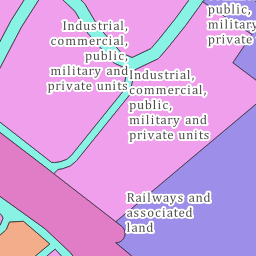 Industrial,
commercial,
public,
military and
private units
Industrial,
commercial,
public,
military and
private units
public,
military
private
Railways and
associated
land